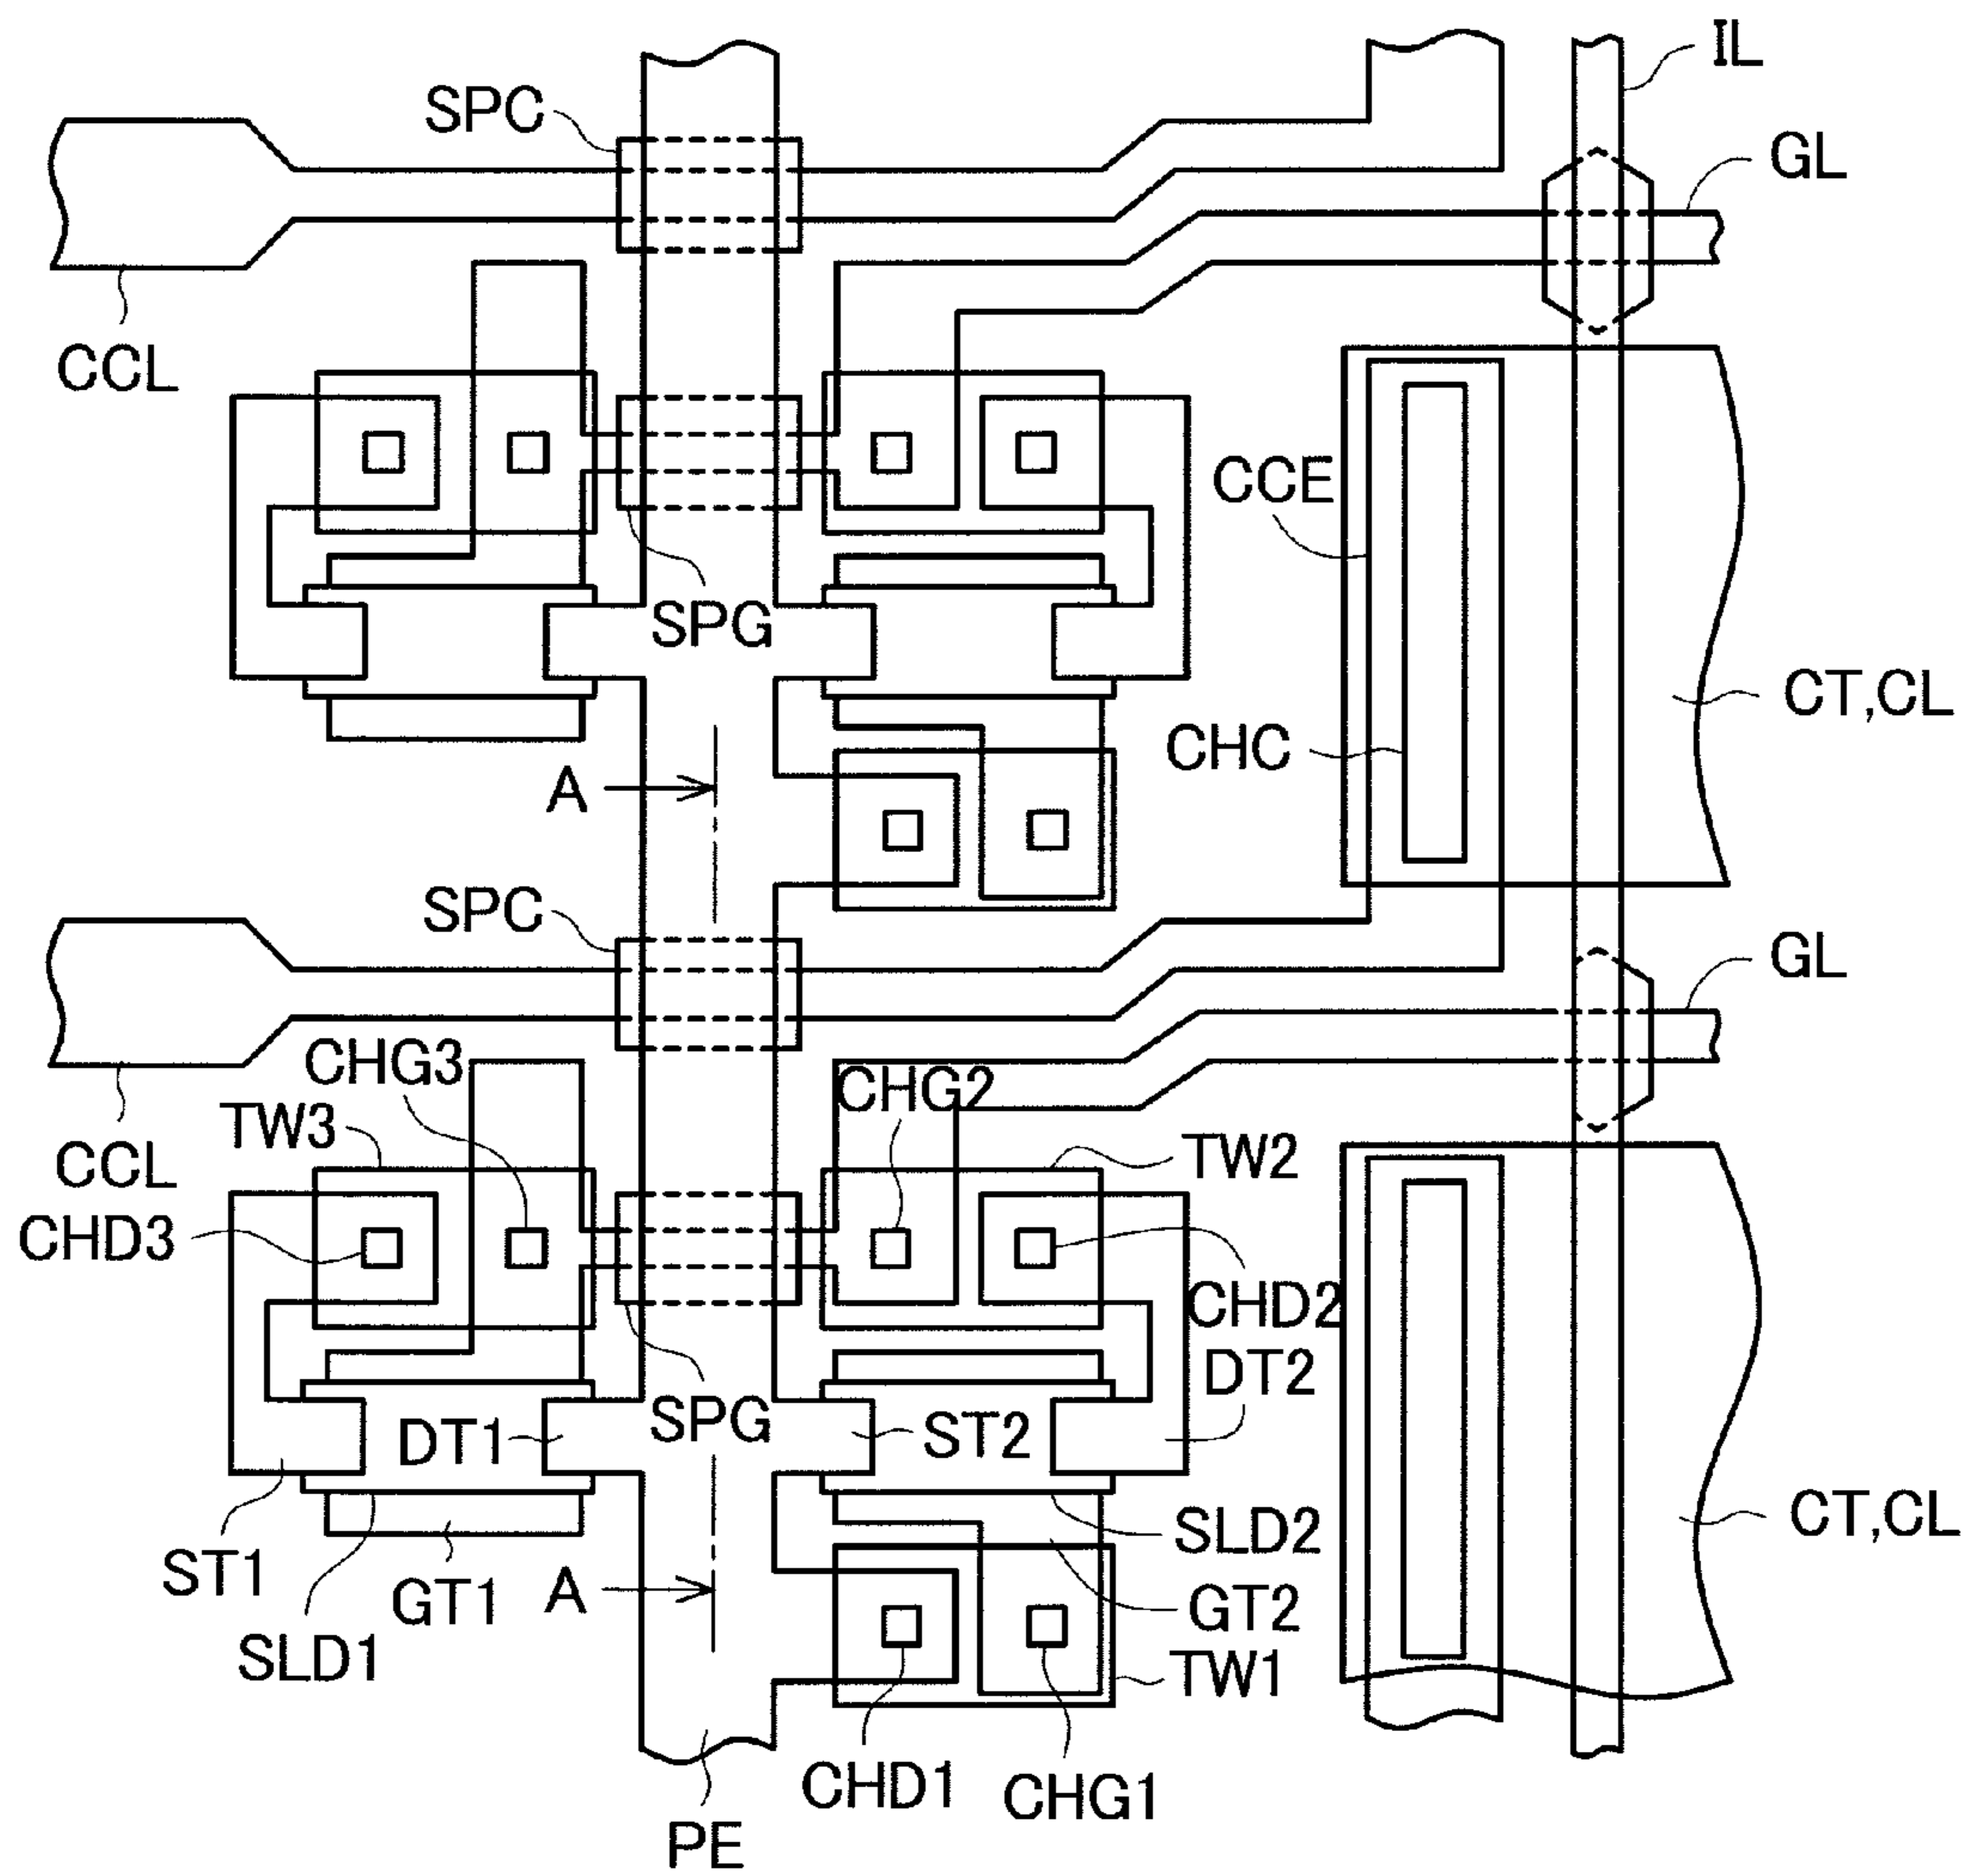 IL
SPC
GL
CCL
CCE
SPG
CT,CL
CHC
A
SPC
GL
CHG3
CHG2
TW3
TW2
CCL
CHD3
CHD2
DT2
SPG
DT1
ST2
CT,CL
SLD2
ST1
A
GT1
GT2
SLD1
TW1
CHD1
CHG1
PE